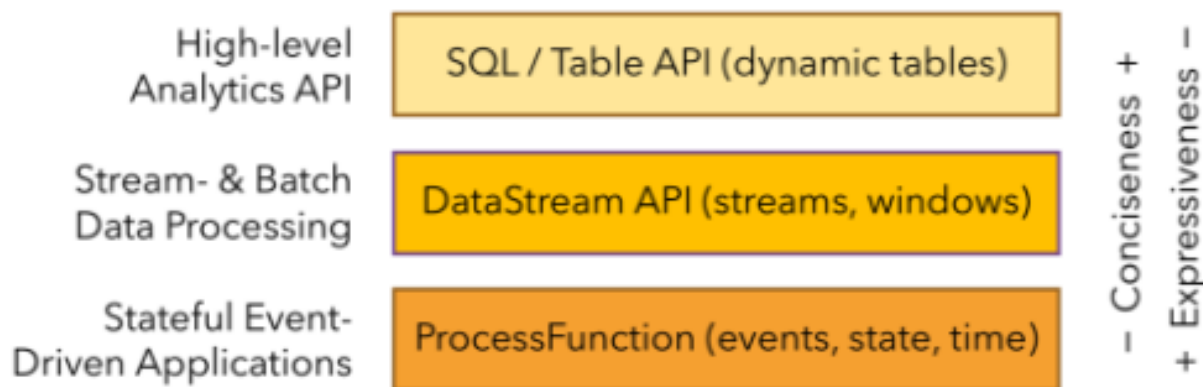 High-level
Analytics API
SQL / Table API (dynamic tables)
Stream- & Batch
Data Processing
DataStream API (streams, windows)
Stateful Event-
Driven Applications
ProcessFunction (events, state, time)
– Conciseness +
+ Expressiveness –